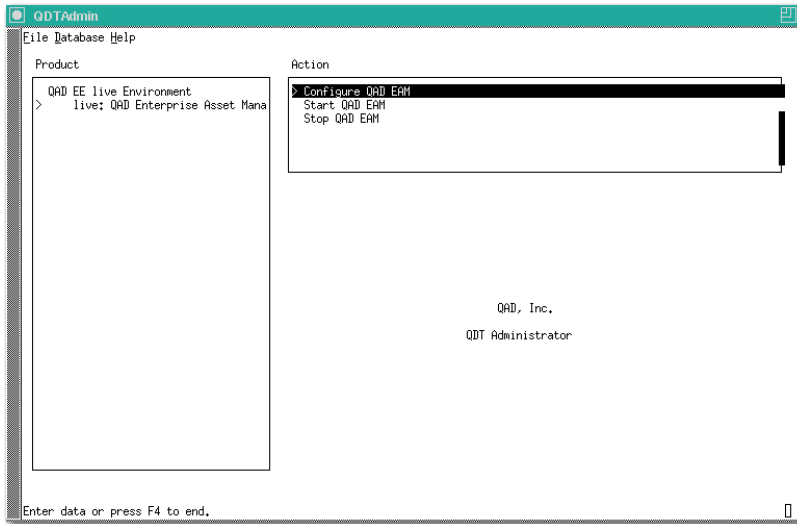 QDTAdmin
File Database Help
Product
QAD EE live Environment
> live: QAD Enterprise Asset Mana
Action
> Configure QAD EAM
Start QAD EAM
Stop QAD EAM
QAD, Inc.
QDT Administrator
Enter data or press F4 to end.